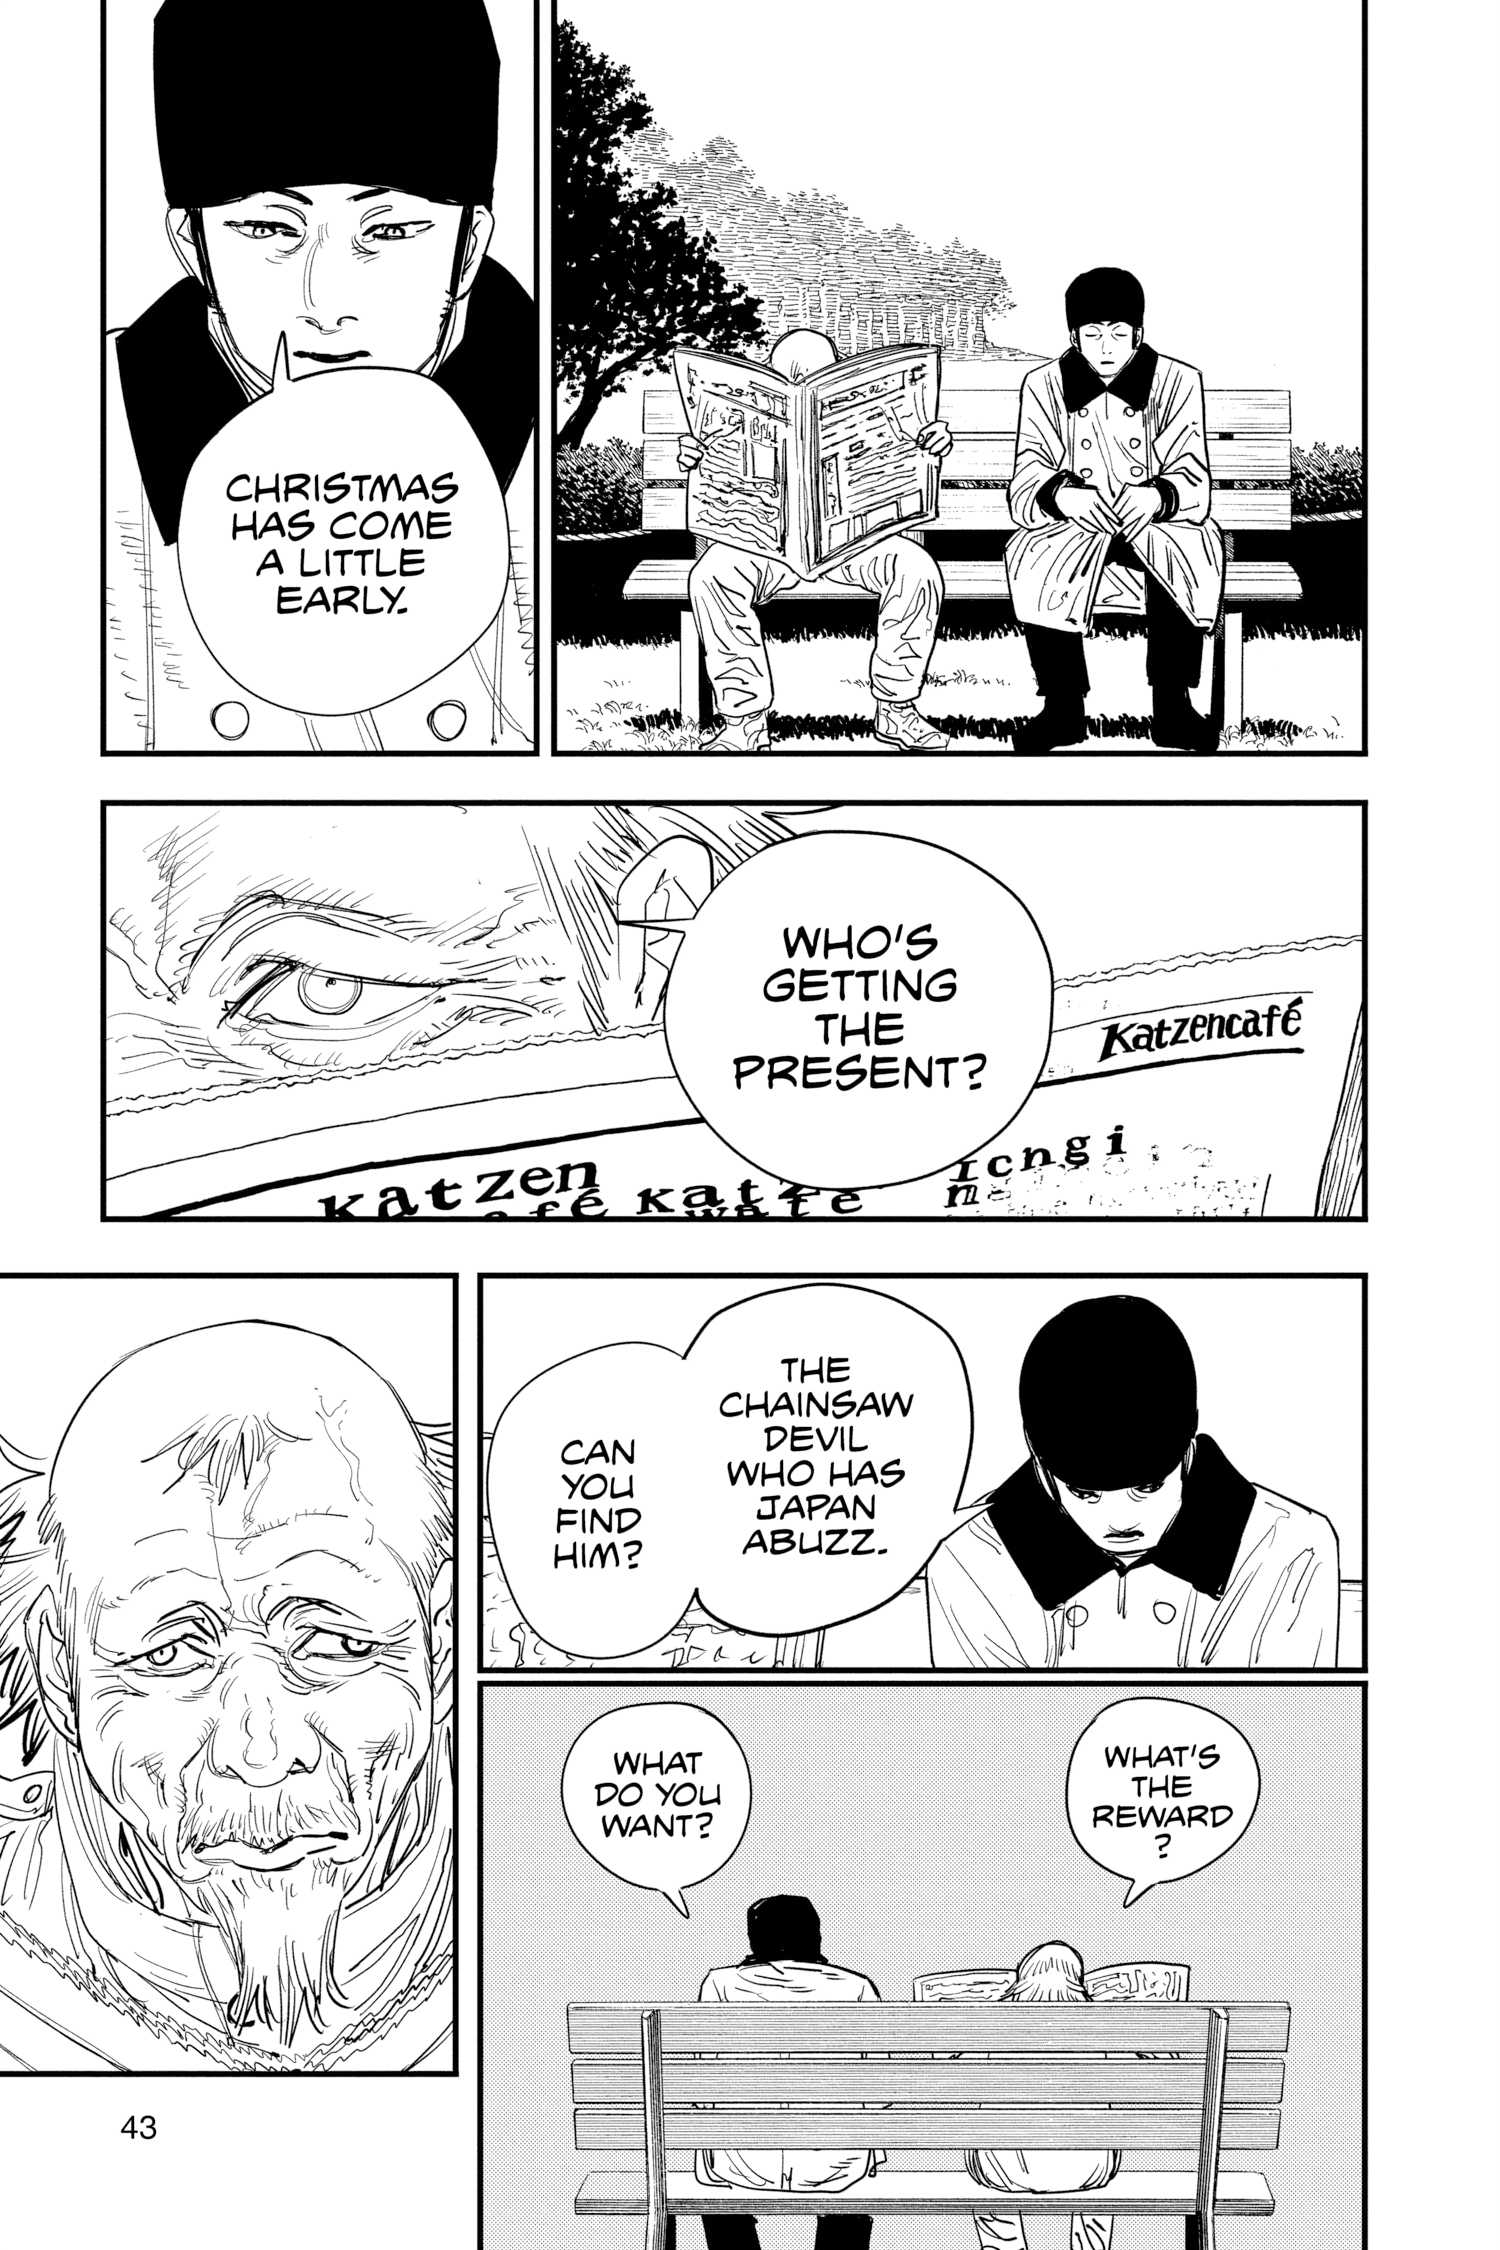 CHRISTMAS
HAS COME
A LITTLE
EARLY.
WHO'S
GETTING
THE
PRESENT?
Katzencafé
Katzen
Icngi
THE
CHAINSAW
DEVIL
WHO HAS
JAPAN
ABUZZ.
CAN
YOU
FIND
HIM?
WHAT'S
THE
REWARD
?
WHAT
DO YOU
WANT?
43